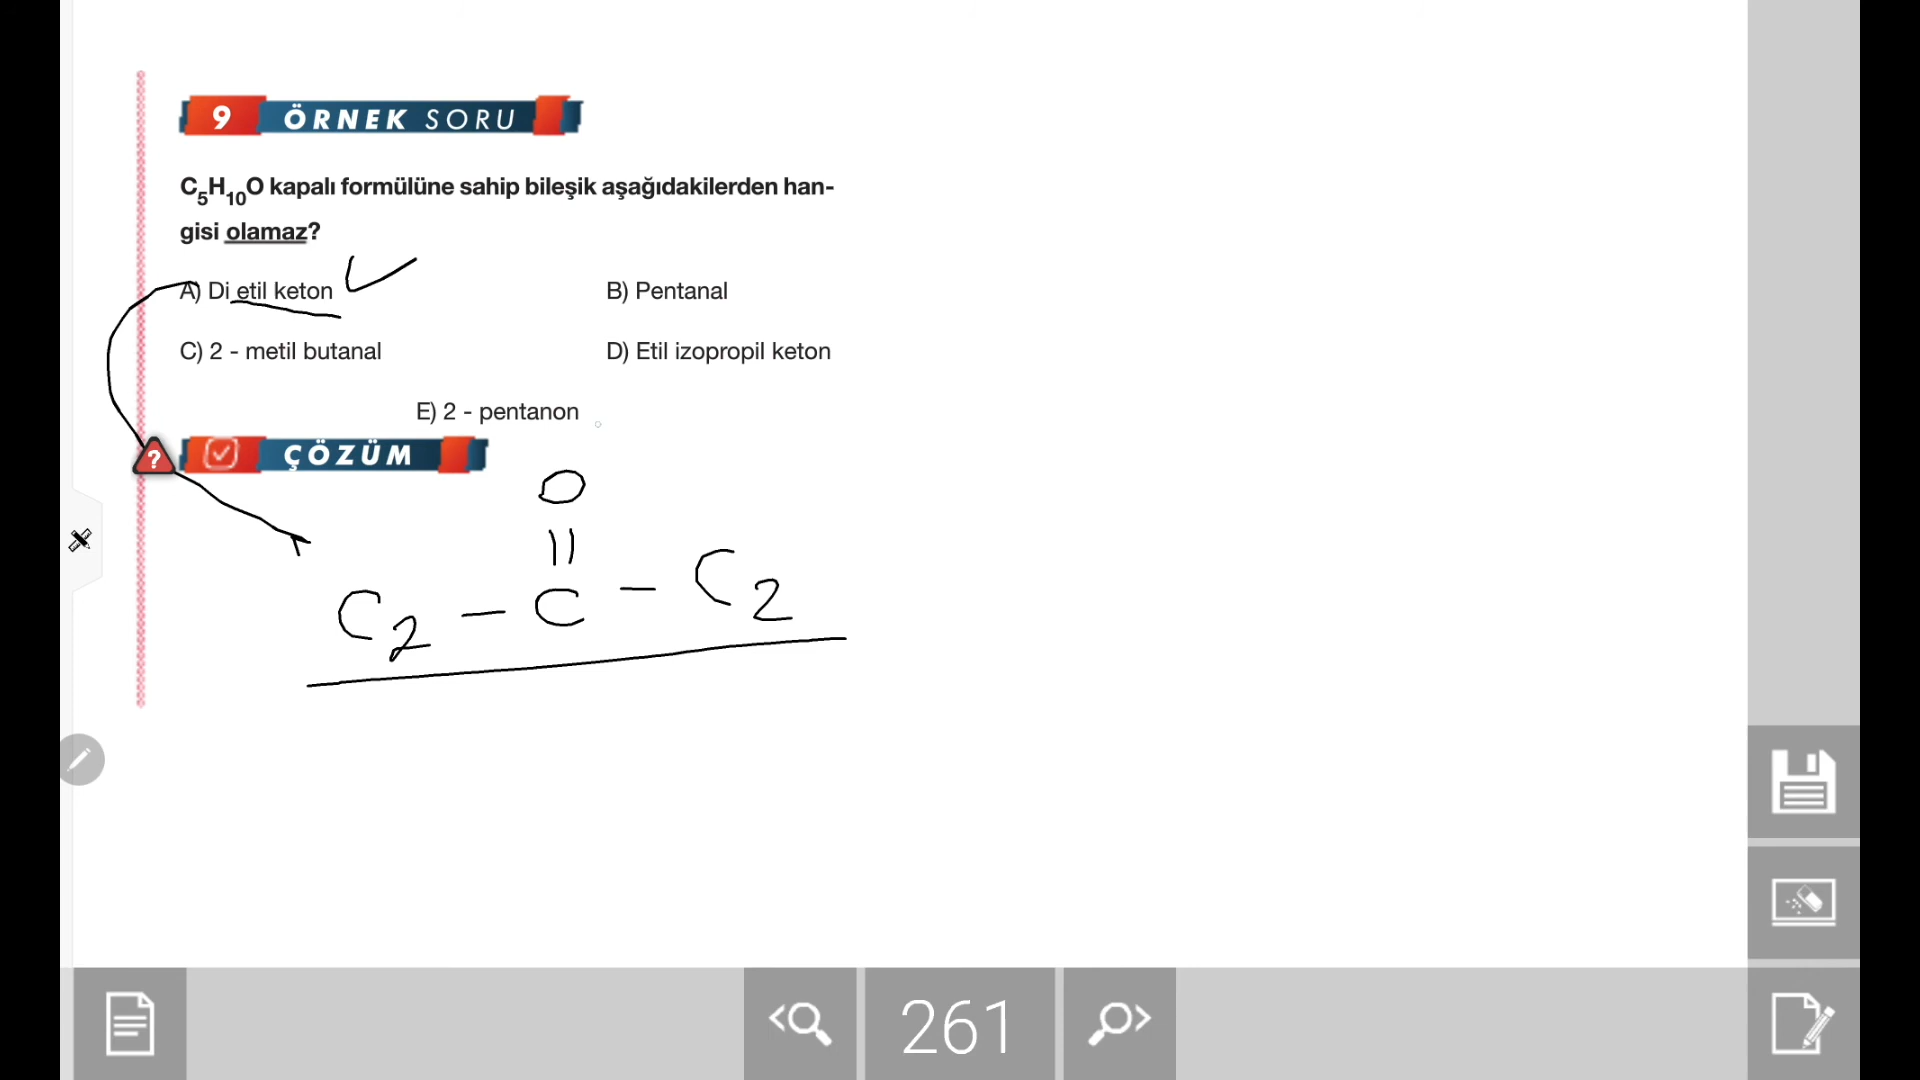 9 ÖRNEK SORU
C5H10O kapalı formülüne sahip bileşik aşağıdakilerden han-
gisi olamaz?
A) Di etil keton
B) Pentanal
C) 2 - metil butanal
D) Etil izopropil keton
E) 2 - pentanon
? ÇÖZÜM
O
||
C2 - C - C2
261